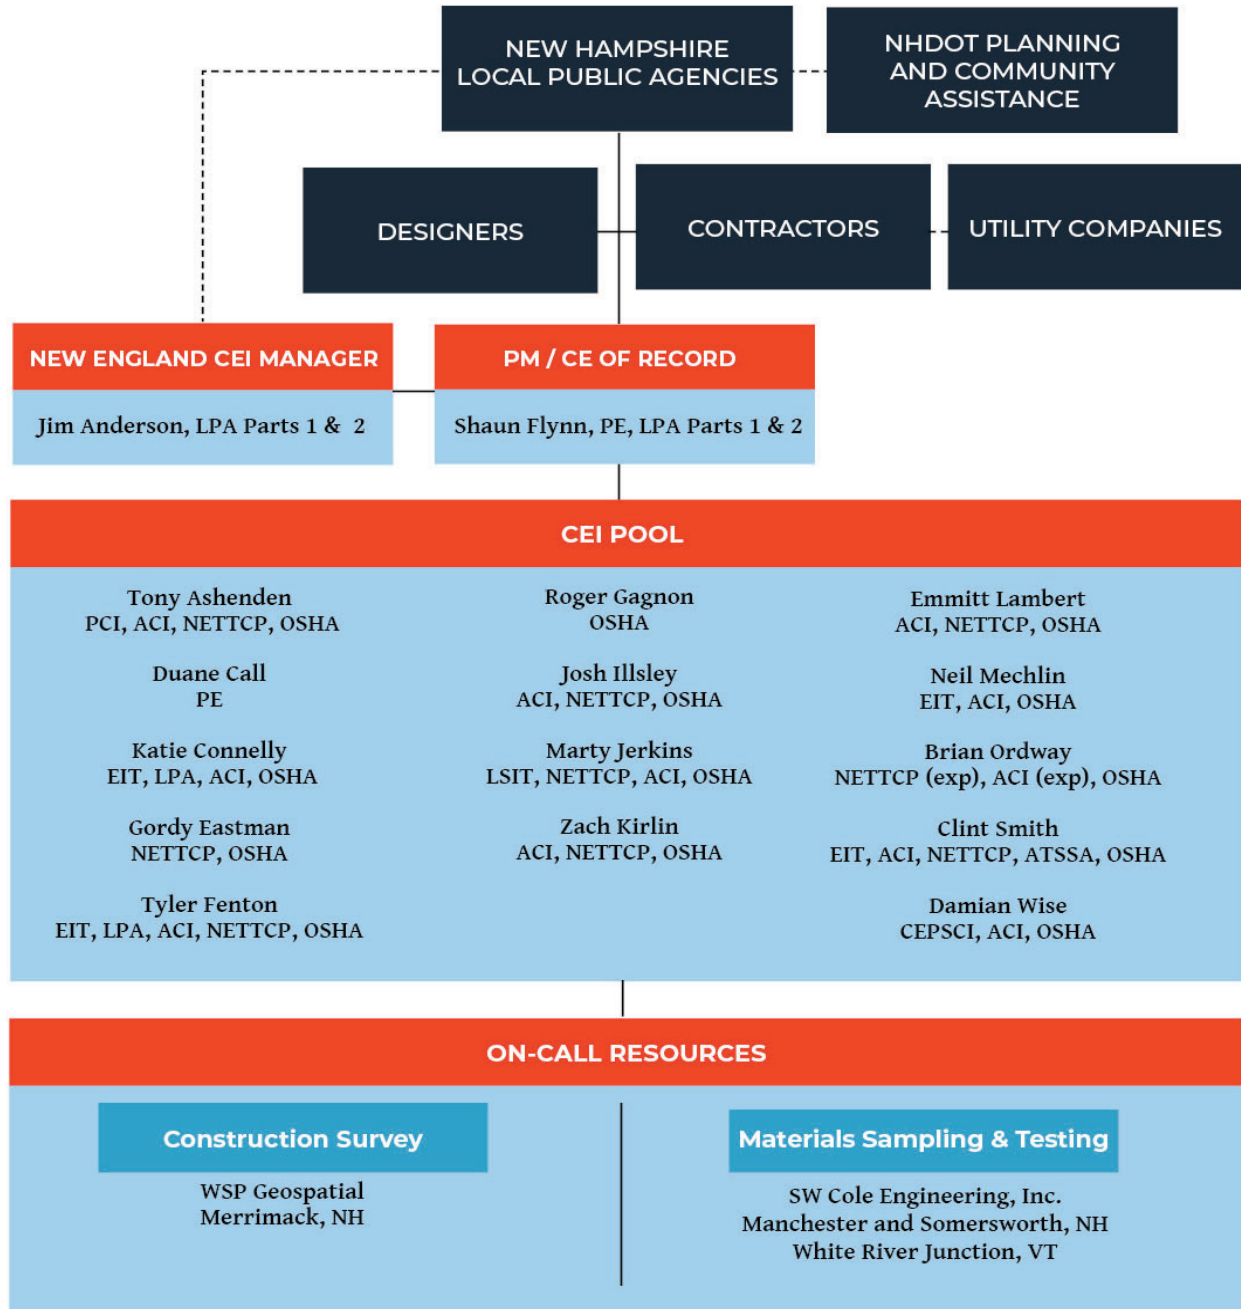 NEW HAMPSHIRE
LOCAL PUBLIC AGENCIES
NHDOT PLANNING
AND COMMUNITY
ASSISTANCE
DESIGNERS
CONTRACTORS
UTILITY COMPANIES
NEW ENGLAND CEI MANAGER
Jim Anderson, LPA Parts 1 & 2
PM / CE OF RECORD
Shaun Flynn, PE, LPA Parts 1 & 2
CEI POOL
Tony Ashenden
PCI, ACI, NETTCP, OSHA
Duane Call
PE
Katie Connelly
EIT, LPA, ACI, OSHA
Gordy Eastman
NETTCP, OSHA
Tyler Fenton
EIT, LPA, ACI, NETTCP, OSHA
Roger Gagnon
OSHA
Josh Illsley
ACI, NETTCP, OSHA
Marty Jerkins
LSIT, NETTCP, ACI, OSHA
Zach Kirlin
ACI, NETTCP, OSHA
Emmitt Lambert
ACI, NETTCP, OSHA
Neil Mechlin
EIT, ACI, OSHA
Brian Ordway
NETTCP (exp), ACI (exp), OSHA
Clint Smith
EIT, ACI, NETTCP, ATSSA, OSHA
Damian Wise
CEPSCI, ACI, OSHA
ON-CALL RESOURCES
Construction Survey
WSP Geospatial
Merrimack, NH
Materials Sampling & Testing
SW Cole Engineering, Inc.
Manchester and Somersworth, NH
White River Junction, VT